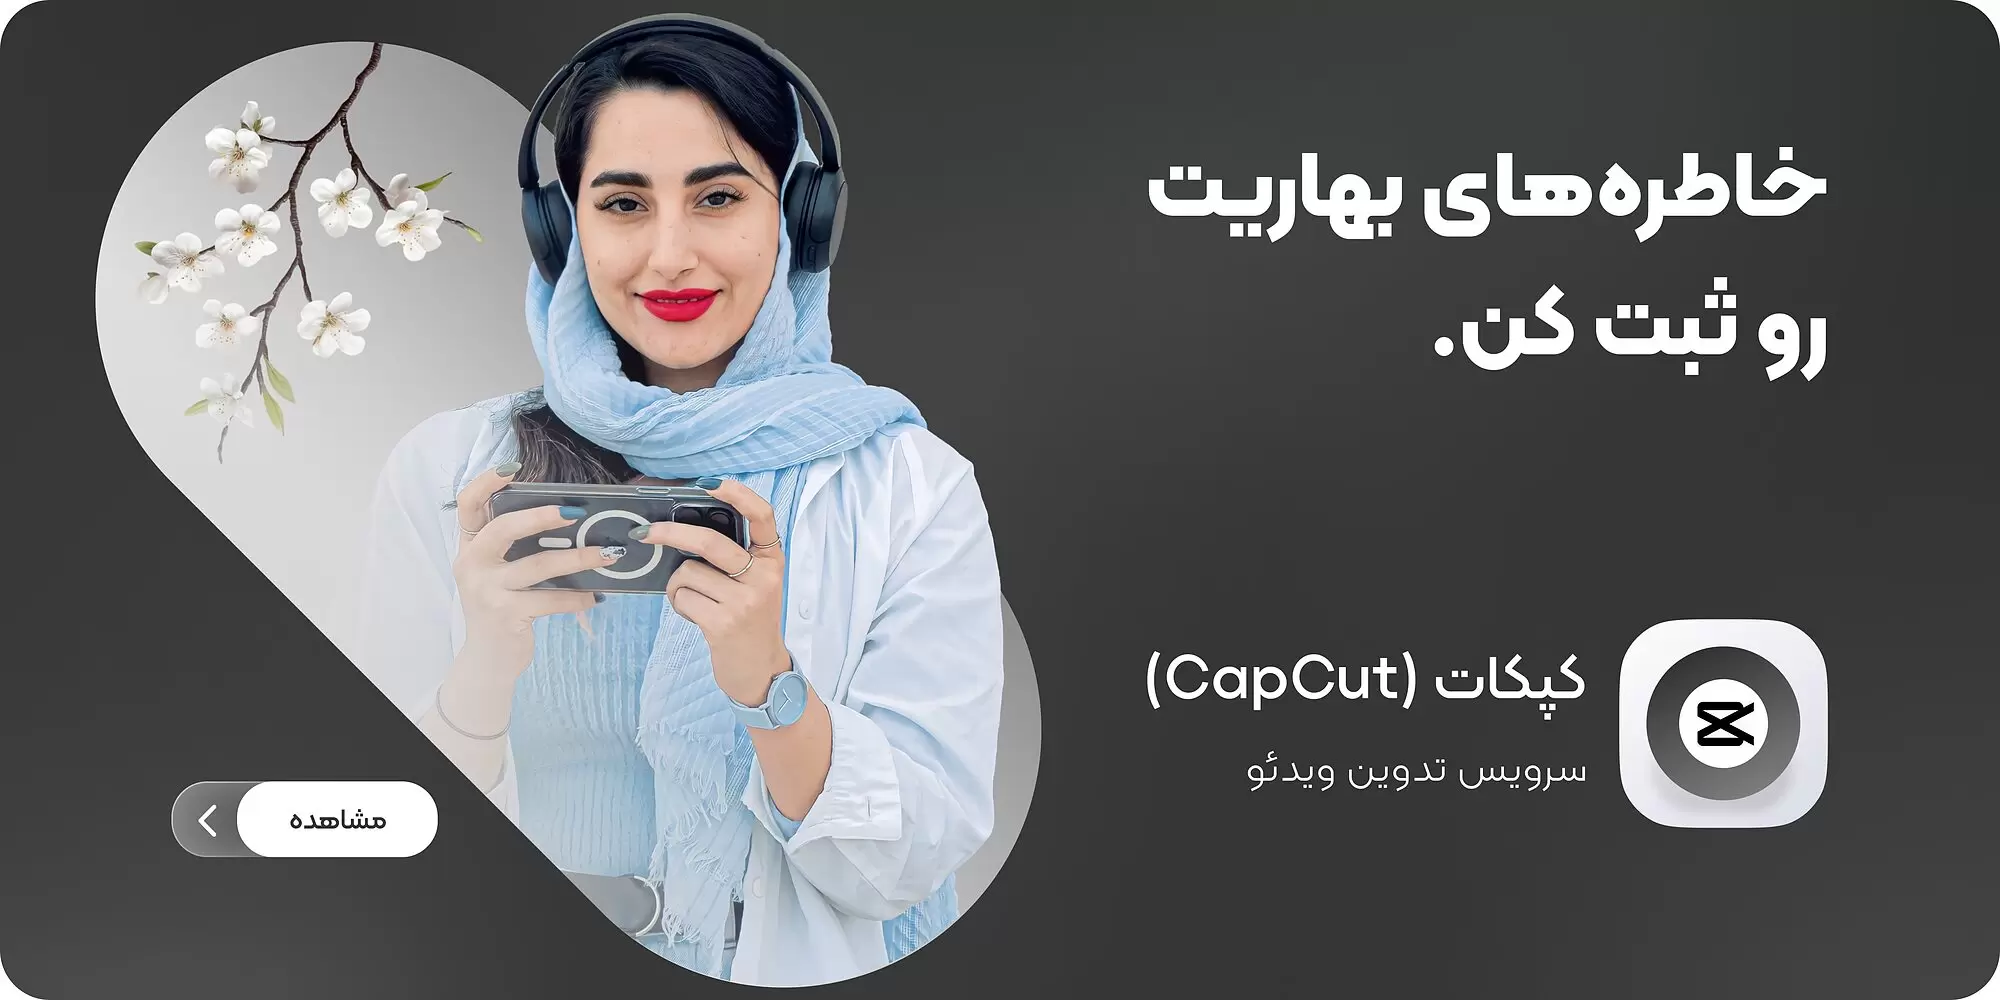 خاطره‌های بهاریت
رو ثبت کن.
کپکات (CapCut)
سرویس تدوین ویدئو
مشاهده